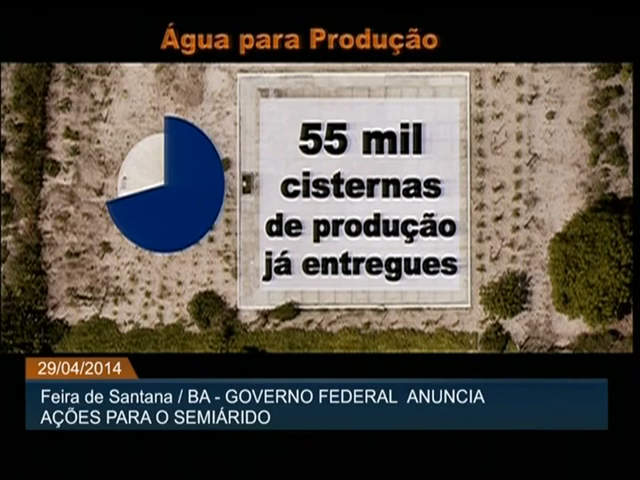 Água para Produção
55 mil
cisternas
de produção
já entregues
29/04/2014
Feira de Santana / BA - GOVERNO FEDERAL ANUNCIA
AÇÕES PARA O SEMIÁRIDO